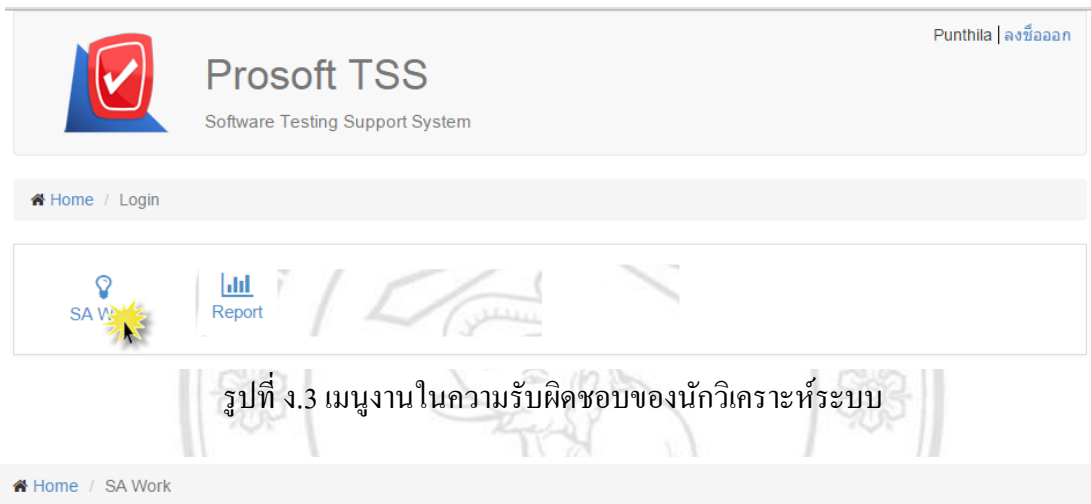 Punthila | ลงชื่อออก
Prosoft TSS
Software Testing Support System
Home / Login
SA W
Report
รูปที่ ง.3 เมนูงานในความรับผิดชอบของนักวิเคราะห์ระบบ
Home / SA Work